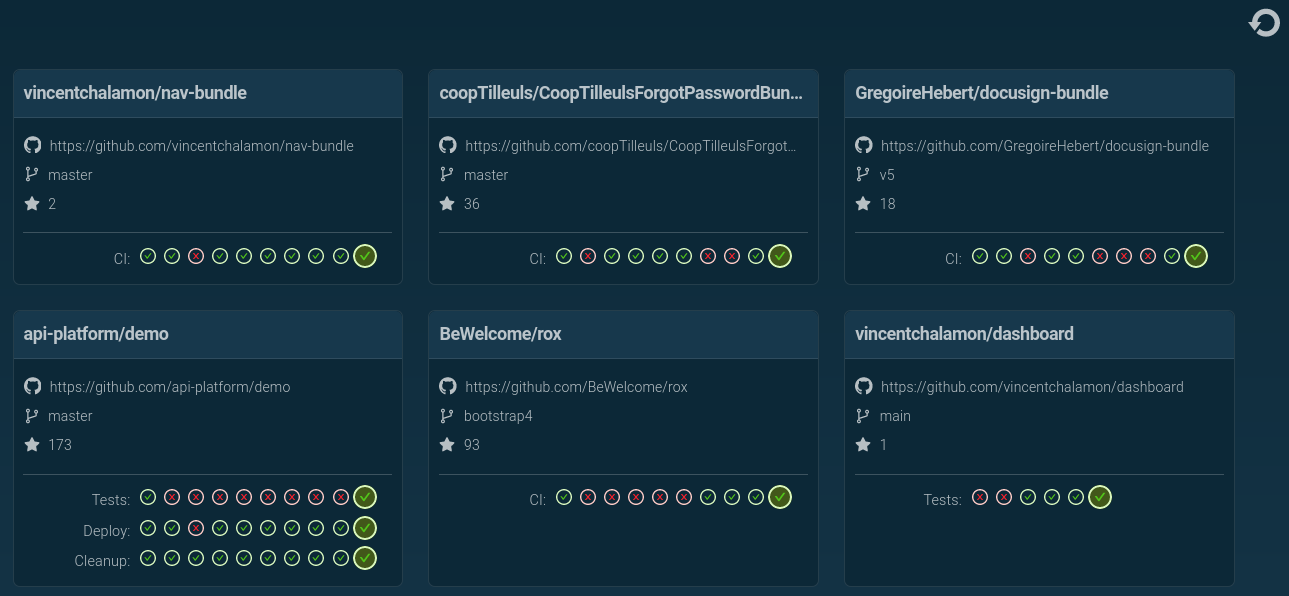 vincentchalamon/nav-bundle
https://github.com/vincentchalamon/nav-bundle
master
2
CI:
coopTilleuls/CoopTilleulsForgotPasswordBun...
https://github.com/coopTilleuls/CoopTilleulsForgot...
master
36
CI:
GregoireHebert/docusign-bundle
https://github.com/GregoireHebert/docusign-bundle
v5
18
CI:
api-platform/demo
https://github.com/api-platform/demo
master
173
Tests:
Deploy:
Cleanup:
BeWelcome/rox
https://github.com/BeWelcome/rox
bootstrap4
93
CI:
vincentchalamon/dashboard
https://github.com/vincentchalamon/dashboard
main
1
Tests: